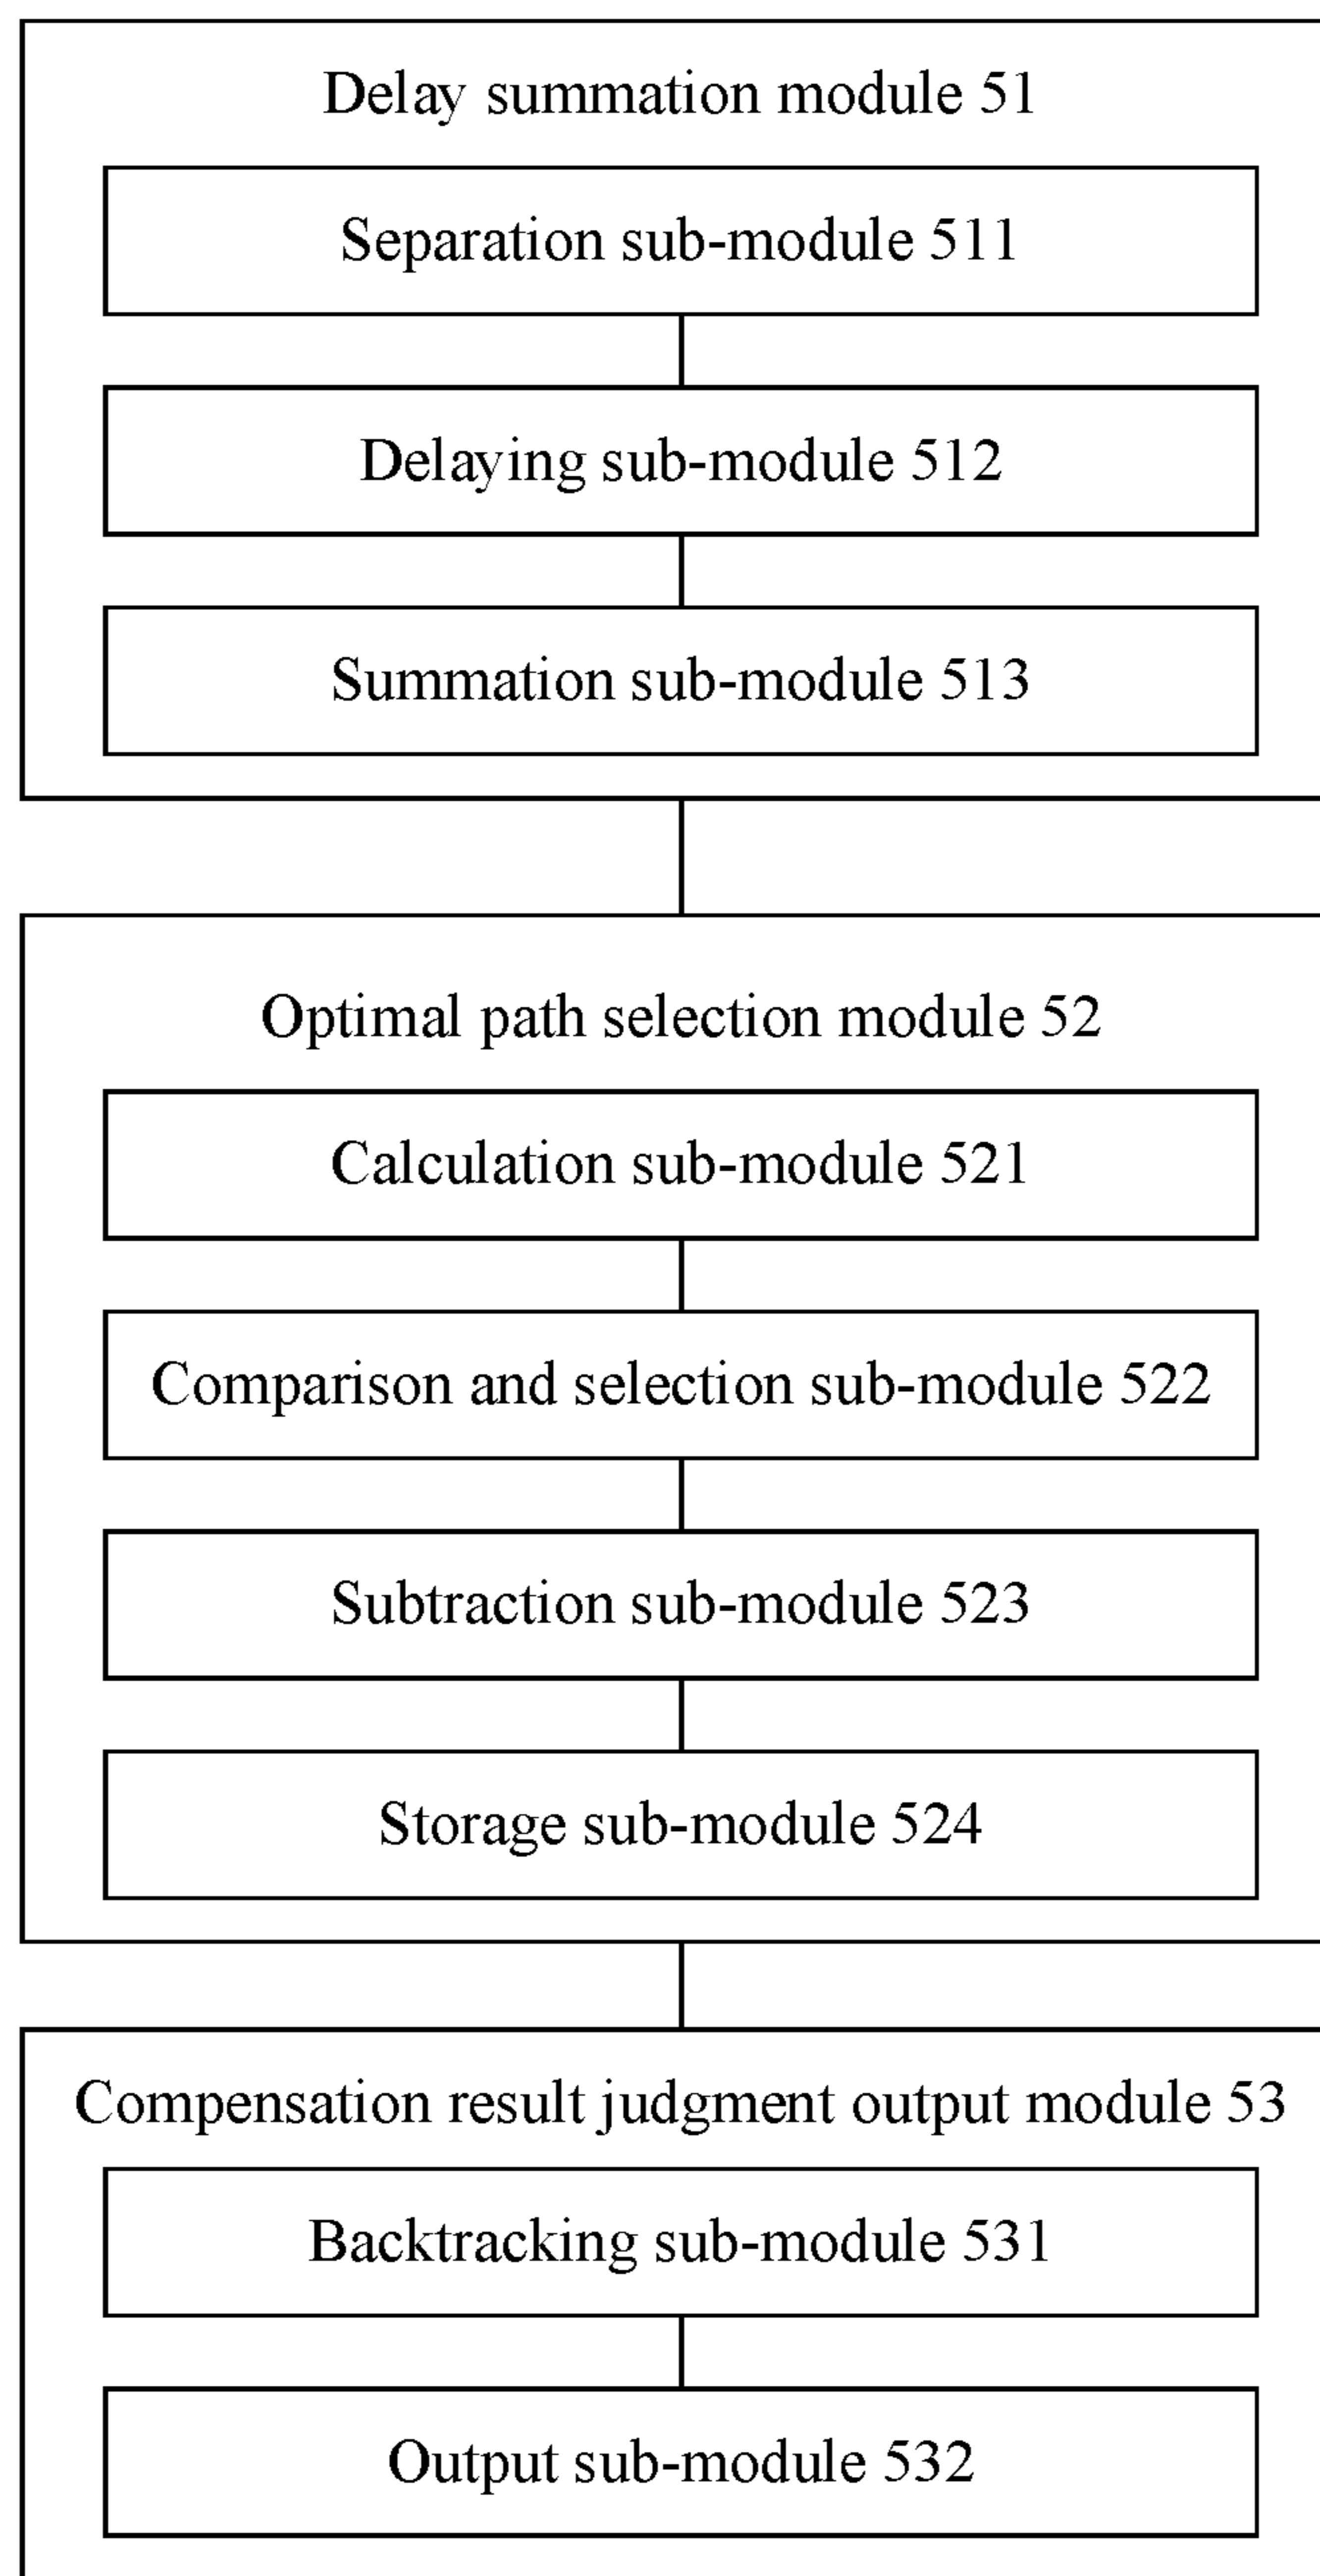 Delay summation module 51
Separation sub-module 511
Delaying sub-module 512
Summation sub-module 513
Optimal path selection module 52
Calculation sub-module 521
Comparison and selection sub-module 522
Subtraction sub-module 523
Storage sub-module 524
Compensation result judgment output module 53
Backtracking sub-module 531
Output sub-module 532